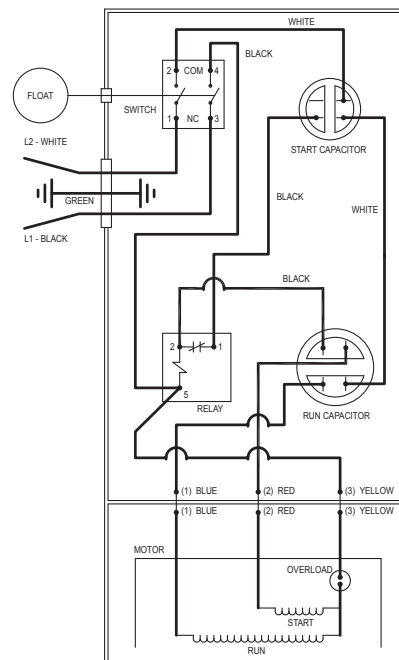 WHITE
BLACK
2 COM 4
FLOAT
SWITCH
1 NC 3
START CAPACITOR
L2 - WHITE
GREEN
L1 - BLACK
BLACK
WHITE
BLACK
2 1
5
RELAY
RUN CAPACITOR
(1) BLUE (2) RED (3) YELLOW
(1) BLUE (2) RED (3) YELLOW
MOTOR
OVERLOAD
START
RUN